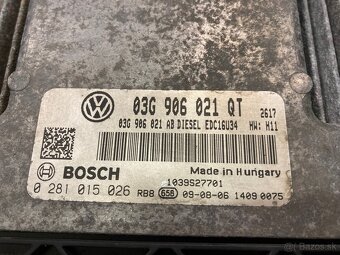 03G 906 021 QT 2617
03G 906 021 AB DIESEL EDC16U34 HW: H11
BOSCH
Made in Hungary
1039S27701
0 281 015 026 RBB 658 09-08-06 1409 0075
Bazos.sk